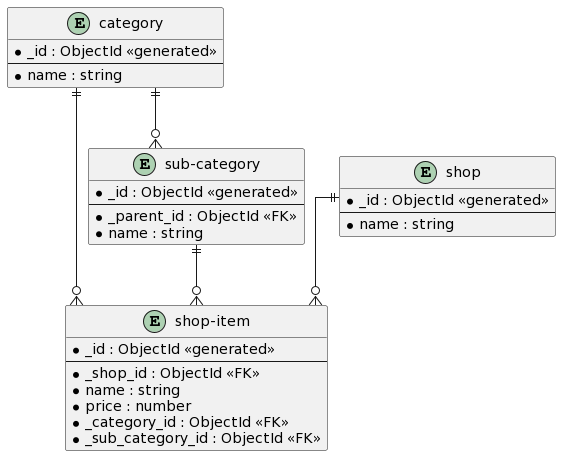 E category
* _id : ObjectId «generated»
* name : string
E sub-category
* _id : ObjectId «generated»
* _parent_id : ObjectId «FK»
* name : string
E shop
* _id : ObjectId «generated»
* name : string
E shop-item
* _id : ObjectId «generated»
* _shop_id : ObjectId «FK»
* name : string
* price : number
* _category_id : ObjectId «FK»
* _sub_category_id : ObjectId «FK»